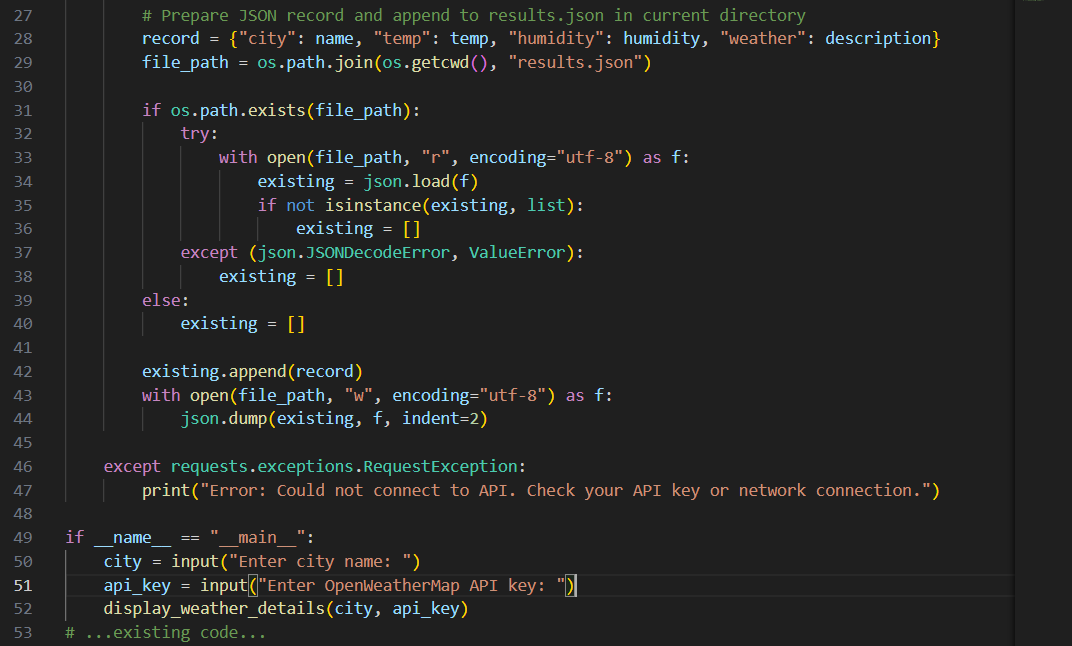 27 # Prepare JSON record and append to results.json in current directory
28 record = {"city": name, "temp": temp, "humidity": humidity, "weather": description}
29 file_path = os.path.join(os.getcwd(), "results.json")
30
31 if os.path.exists(file_path):
32 try:
33 with open(file_path, "r", encoding="utf-8") as f:
34 existing = json.load(f)
35 if not isinstance(existing, list):
36 existing = []
37 except (json.JSONDecodeError, ValueError):
38 existing = []
39 else:
40 existing = []
41
42 existing.append(record)
43 with open(file_path, "w", encoding="utf-8") as f:
44 json.dump(existing, f, indent=2)
45
46 except requests.exceptions.RequestException:
47 print("Error: Could not connect to API. Check your API key or network connection.")
48
49 if __name__ == "__main__":
50 city = input("Enter city name: ")
51 api_key = input("Enter OpenWeatherMap API key: ")
52 display_weather_details(city, api_key)
53 # ...existing code...